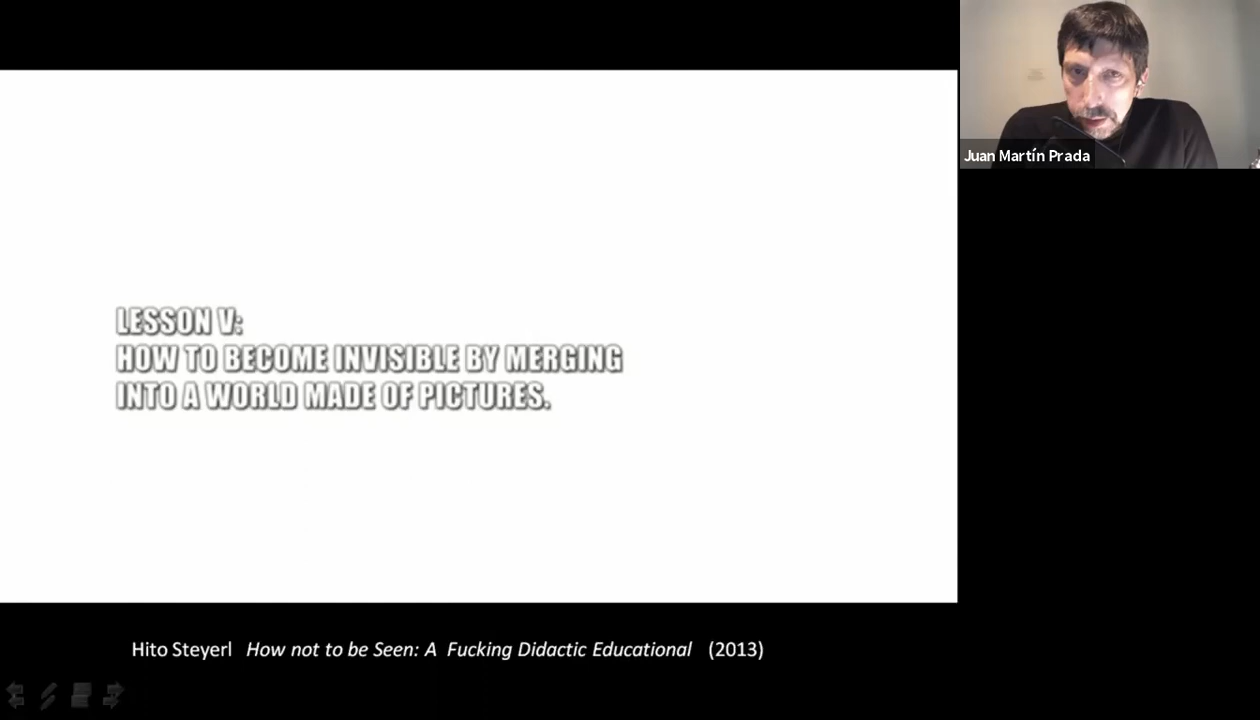 Juan Martín Prada
LESSON V:
HOW TO BECOME INVISIBLE BY MERGING
INTO A WORLD MADE OF PICTURES.
Hito Steyerl How not to be Seen: A Fucking Didactic Educational (2013)